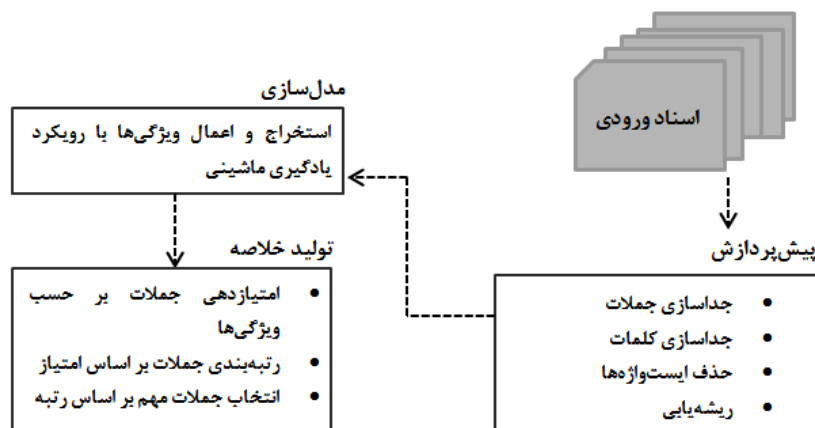 اسناد ورودی
پیش‌پردازش
جداسازی جملات
جداسازی کلمات
حذف ایست‌واژه‌ها
ریشه‌یابی
مدل‌سازی
استخراج و اعمال ویژگی‌ها با رویکرد
یادگیری ماشینی
تولید خلاصه
امتیازدهی جملات بر حسب
ویژگی‌ها
رتبه‌بندی جملات بر اساس امتیاز
انتخاب جملات مهم بر اساس رتبه